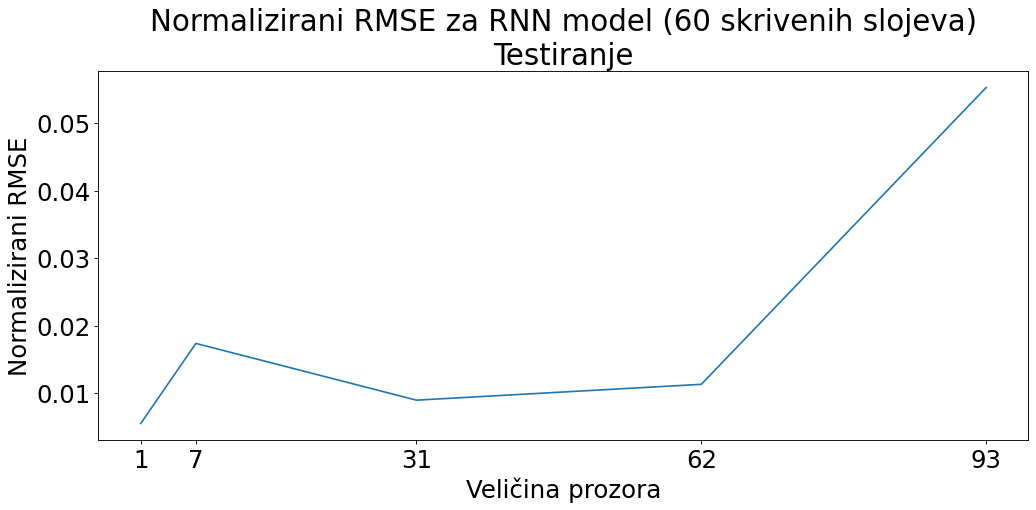 Normalizirani RMSE za RNN model (60 skrivenih slojeva)
Testiranje
Normalizirani RMSE
0.05
0.04
0.03
0.02
0.01
1 7 31 62 93
Veličina prozora